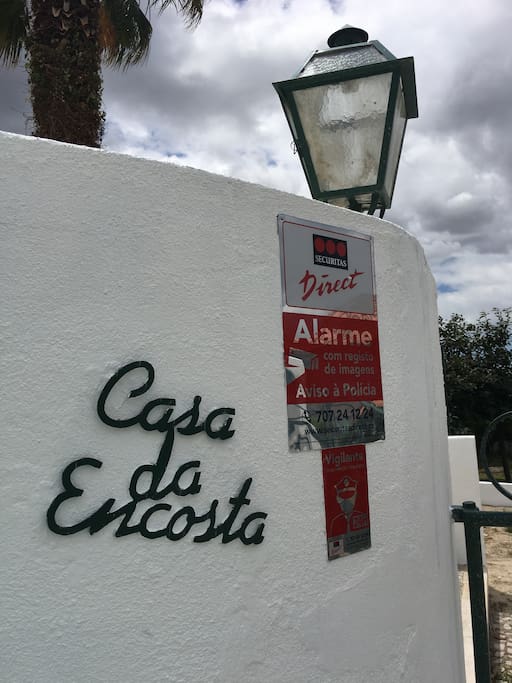 Casa
da
Encosta
SECURITAS
Direct
Alarme
com registo
de imagens
Aviso à Polícia
707 24 12 24
Vigilante